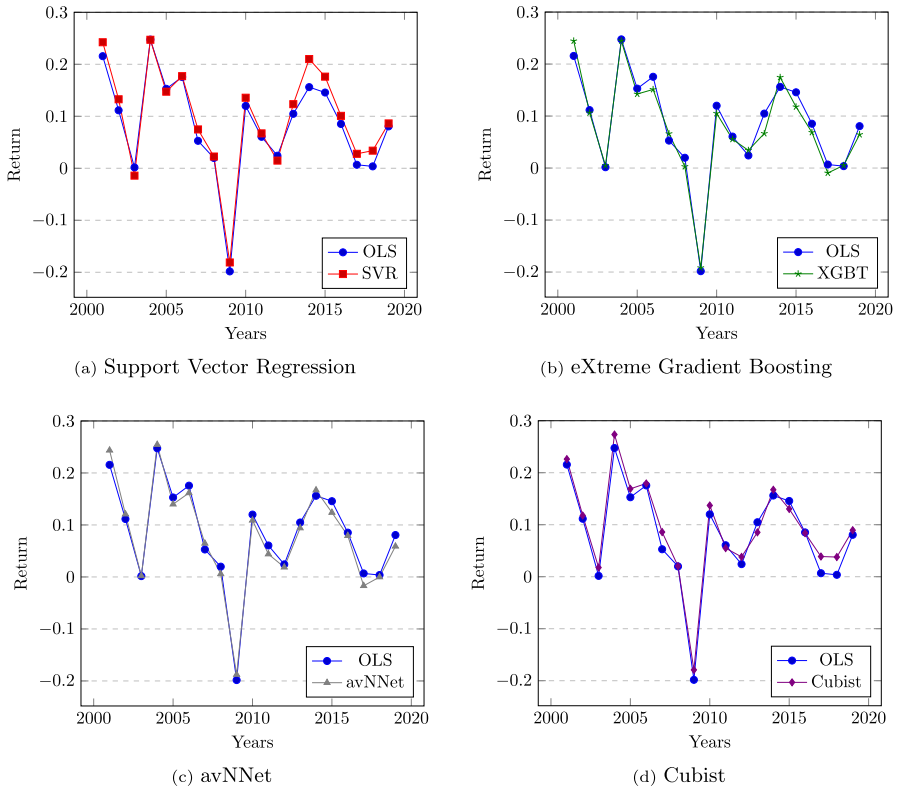 0.3
0.2
0.1
0
−0.1
−0.2
Return
2000 2005 2010 2015 2020
Years
OLS
SVR
(a) Support Vector Regression
0.3
0.2
0.1
0
−0.1
−0.2
Return
2000 2005 2010 2015 2020
Years
OLS
XGBT
(b) eXtreme Gradient Boosting
0.3
0.2
0.1
0
−0.1
−0.2
Return
2000 2005 2010 2015 2020
Years
OLS
avNNet
(c) avNNet
0.3
0.2
0.1
0
−0.1
−0.2
Return
2000 2005 2010 2015 2020
Years
OLS
Cubist
(d) Cubist